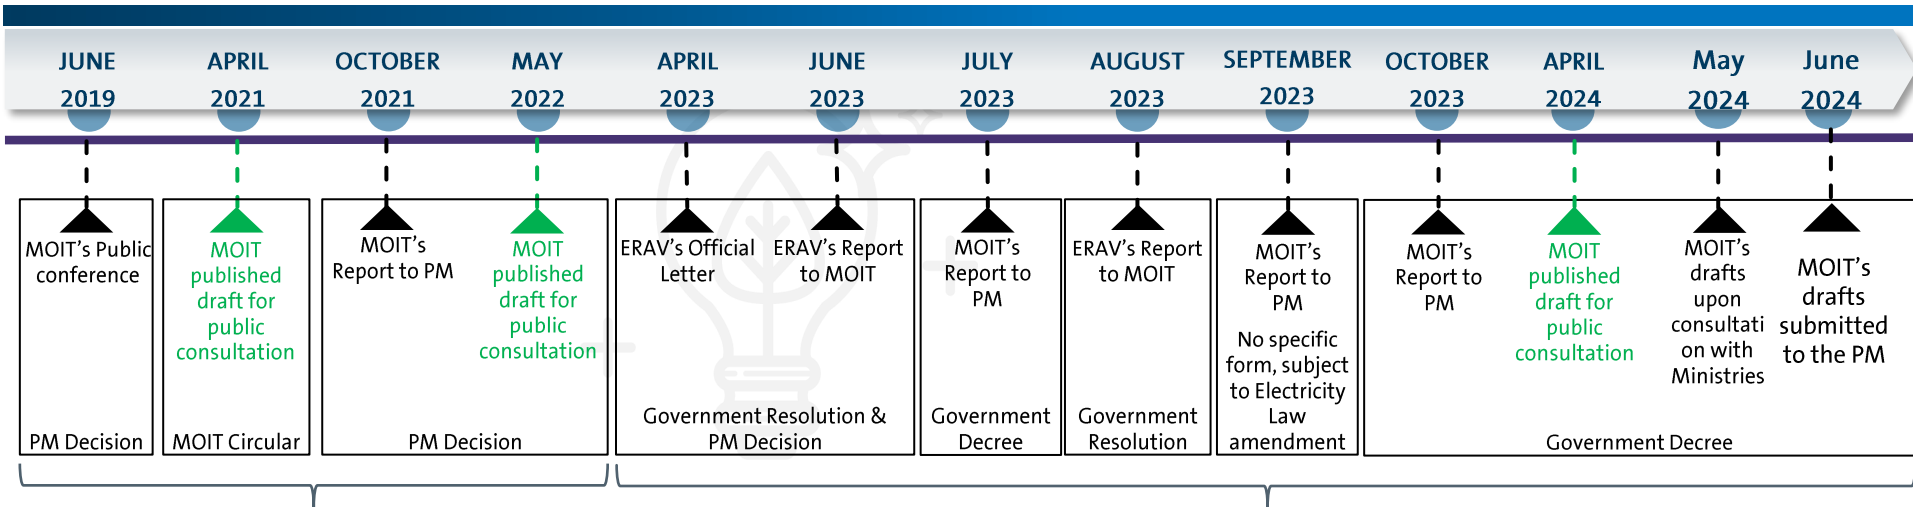 JUNE
2019
APRIL
2021
OCTOBER
2021
MAY
2022
APRIL
2023
JUNE
2023
JULY
2023
AUGUST
2023
SEPTEMBER
2023
OCTOBER
2023
APRIL
2024
May
2024
June
2024
MOIT's Public
conference
PM Decision
MOIT
published
draft for
public
consultation
MOIT Circular
MOIT's
Report to PM
MOIT
published
draft for
public
consultation
PM Decision
ERAV's Official
Letter
ERAV's Report
to MOIT
Government Resolution &
PM Decision
MOIT's
Report to
PM
Government
Decree
ERAV's Report
to MOIT
Government
Resolution
MOIT's
Report to
PM
No specific
form, subject
to Electricity
Law
amendment
MOIT's
Report to
PM
MOIT
published
draft for
public
consultation
MOIT's
drafts
upon
consultati
on with
Ministries
MOIT's
drafts
submitted
to the PM
Government Decree